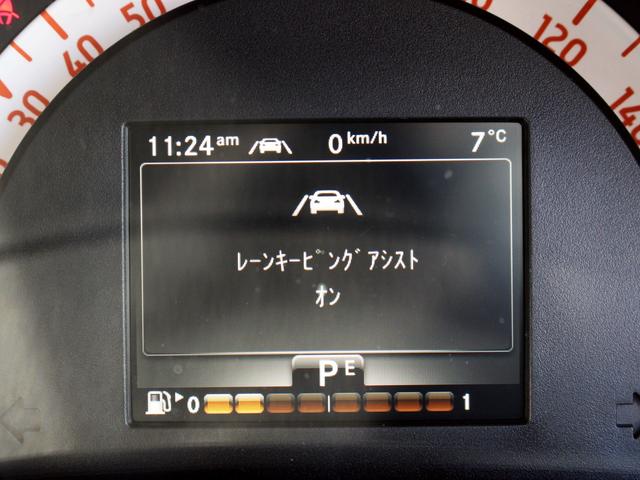 50
40
30
120
140
11:24am 0 km/h 7°C
ﾚｰﾝｷｰﾋﾟﾝｸﾞｱｼｽﾄ
ｵﾝ
P E
0 1